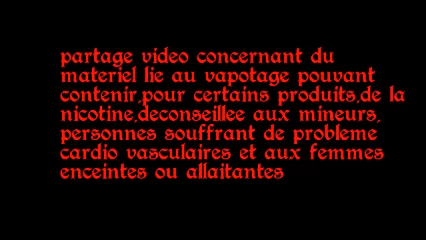 partage video concernant du
materiel lie au vapotage pouvant
contenir,pour certains produits,de la
nicotine,deconseillee aux mineurs,
personnes souffrant de probleme
cardio vasculaires et aux femmes
enceintes ou allaitantes